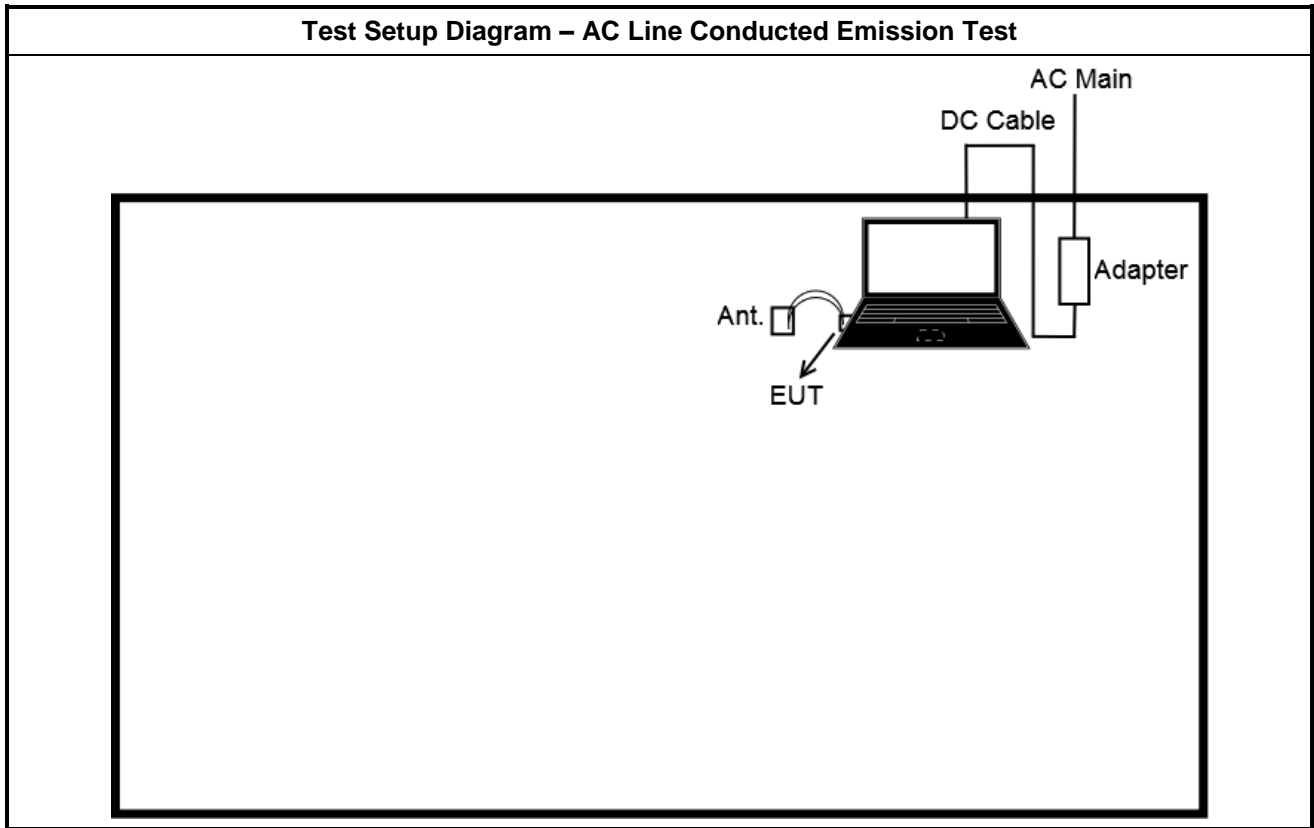 Test Setup Diagram – AC Line Conducted Emission Test
AC Main
DC Cable
Adapter
Ant.
EUT